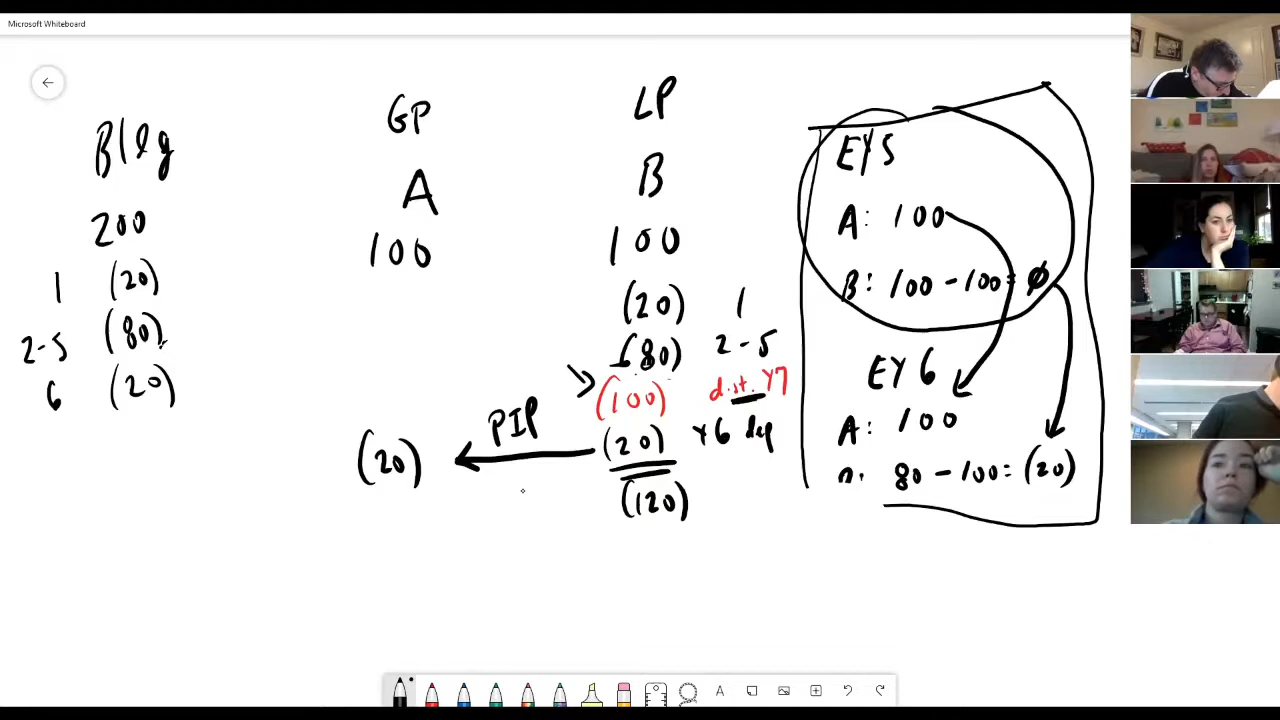 Microsoft Whiteboard
Bldg
200
1 (20)
2-5 (80)
6 (20)
GP
A
100
LP
B
100
(20) 1
(80) 2-5
(100) dist. Y7
(20) Y6 dep
PIP
(20)
(120)
EY5
A: 100
B: 100 - 100 = Ø
EY6
A: 100
80 - 100 = (20)
A